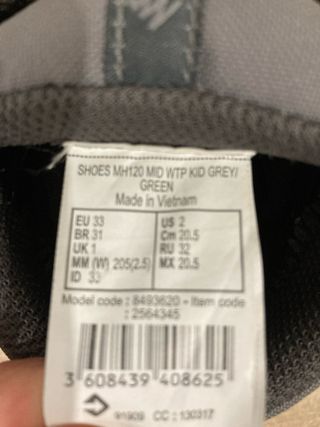 SHOES MH120 MID WTP KID GREY/
GREEN
Made in Vietnam
EU 33 US 2
BR 31 Cm 20.5
UK 1 RU 32
MM (W) 205(2.5) MX 20.5
ID 33
Model code : 8493620 - Item code
: 2564345
3 608439 408625
91909 CC : 130317